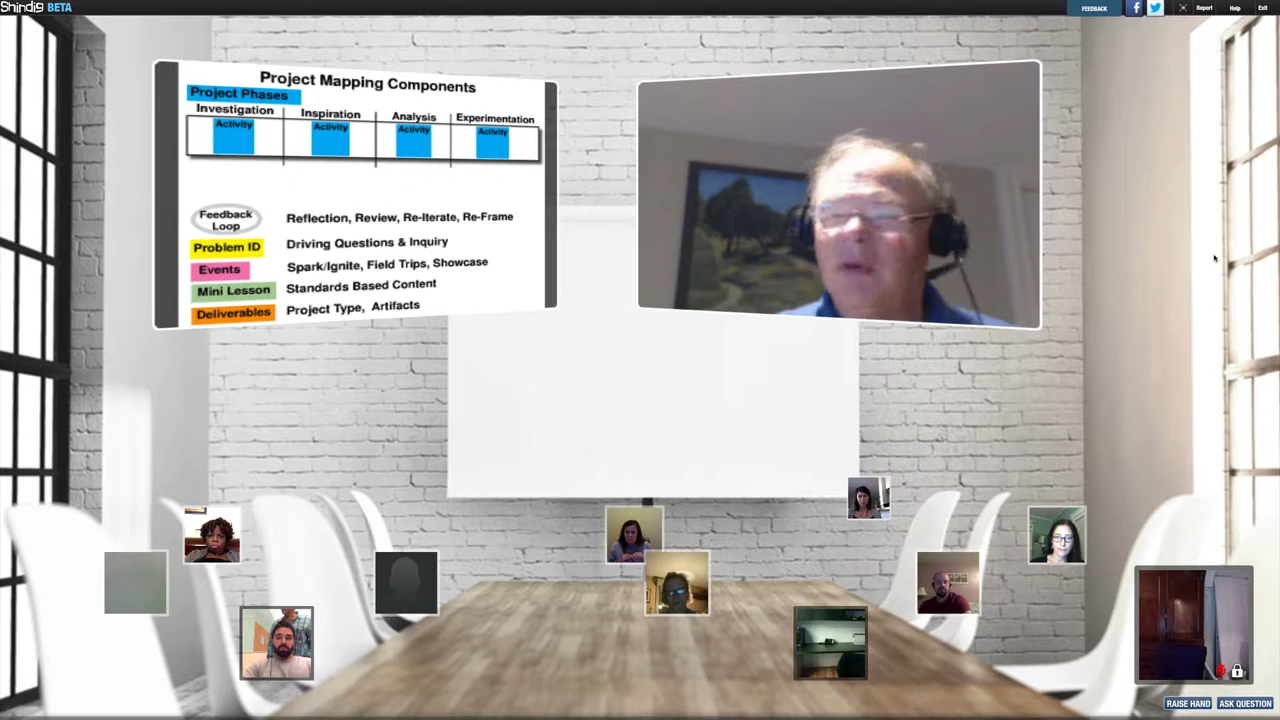 Shindig BETA
FEEDBACK
Report
Help
Exit
Project Mapping Components
Project Phases
Investigation
Inspiration
Analysis
Experimentation
Activity
Activity
Activity
Activity
Feedback Loop
Reflection, Review, Re-Iterate, Re-Frame
Problem ID
Driving Questions & Inquiry
Events
Spark/Ignite, Field Trips, Showcase
Mini Lesson
Standards Based Content
Deliverables
Project Type, Artifacts
RAISE HAND
ASK QUESTION